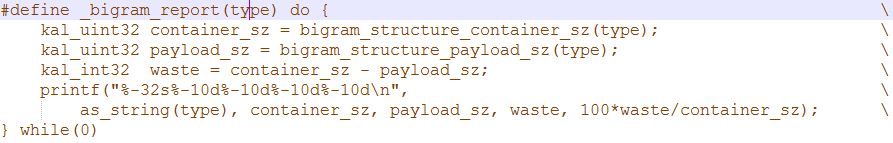 #define _bigram_report(type) do { \
kal_uint32 container_sz = bigram_structure_container_sz(type); \
kal_uint32 payload_sz = bigram_structure_payload_sz(type); \
kal_int32  waste = container_sz - payload_sz; \
printf("%-32s%-10d%-10d%-10d%-10d\n", \
as_string(type), container_sz, payload_sz, waste, 100*waste/container_sz); \
} while(0)